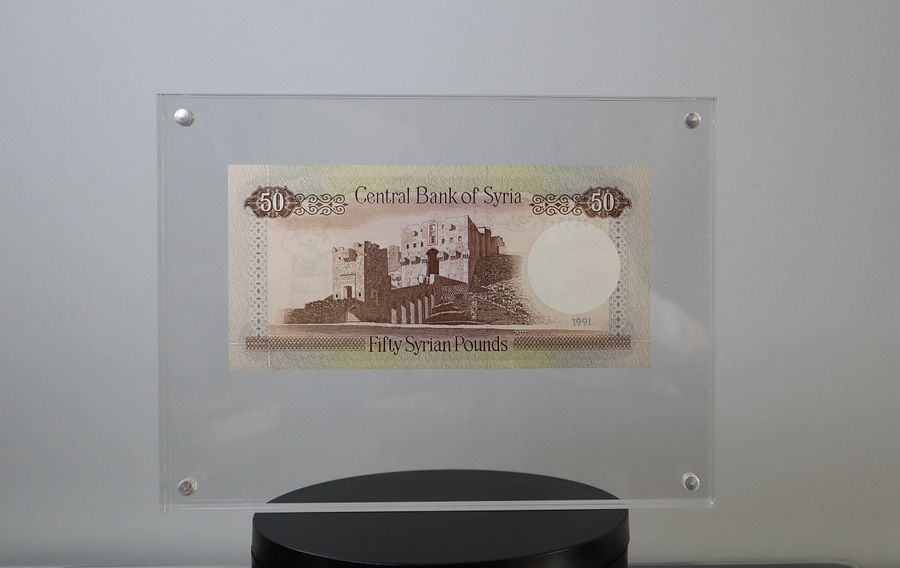 50 Central Bank of Syria 50
1991
Fifty Syrian Pounds